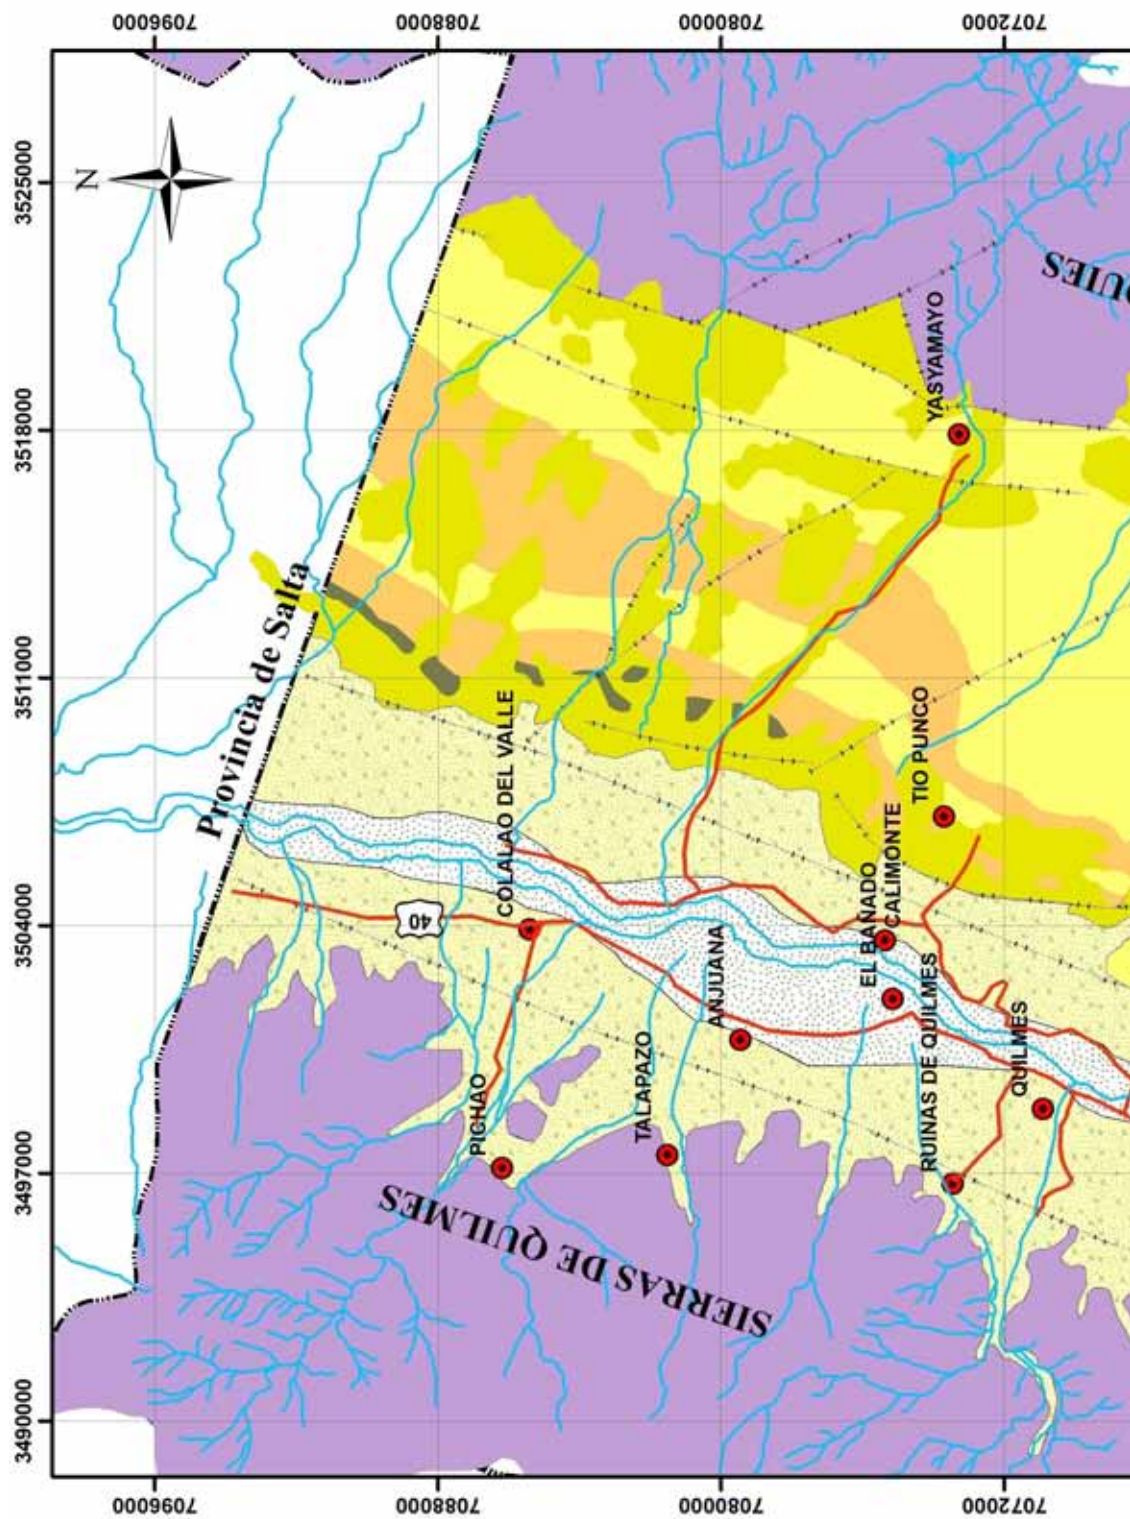 3490000
3497000
3504000
3511000
3518000
3525000
7096000
7096000
N
Provincia de Salta
7088000
7088000
40
PICHAO
COLALAO DEL VALLE
SIERRAS DE QUILMES
TALAPAZO
7080000
7080000
ANJUANA
EL BAÑADO
CALIMONTE
RUINAS DE QUILMES
TIO PUNCO
YASYAMAYO
QUILMES
7072000
7072000